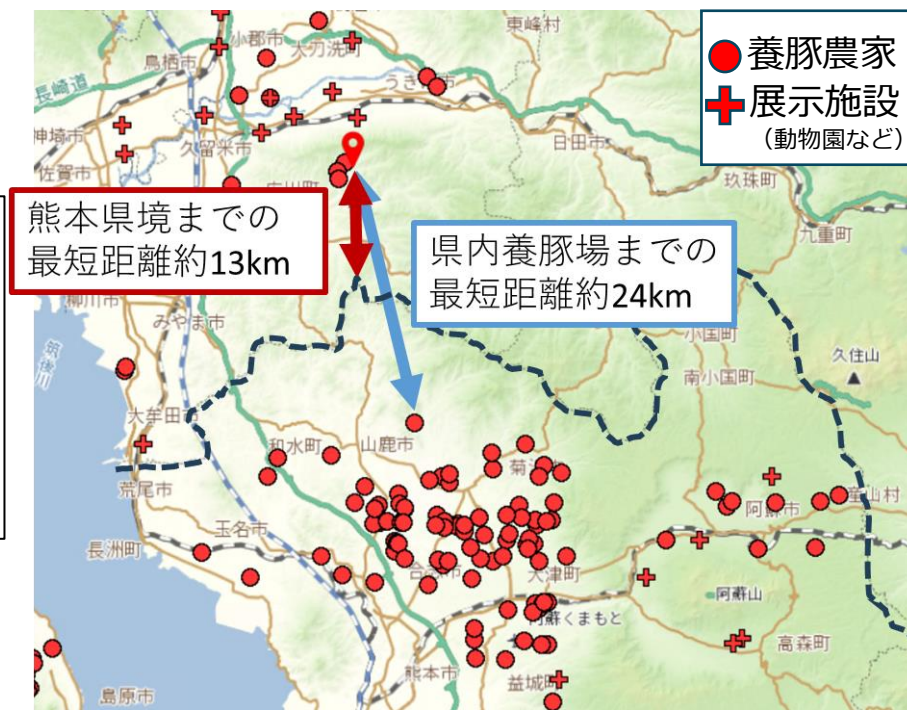 養豚農家
展示施設
（動物園など）
東峰村
小郡市
大刀洗町
鳥栖市
長崎道
うきは市
神埼市
久留米市
日田市
佐賀市
玖珠町
広川町
九重町
熊本県境までの
最短距離約13km
県内養豚場までの
最短距離約24km
柳川市
みやま市
筑後川
小国町
久住山
南小国町
大牟田市
和水町
山鹿市
荒尾市
阿蘇市
産山村
玉名市
長洲町
合志市
大津町
阿蘇山
阿蘇くまもと
高森町
熊本市
益城町
島原市